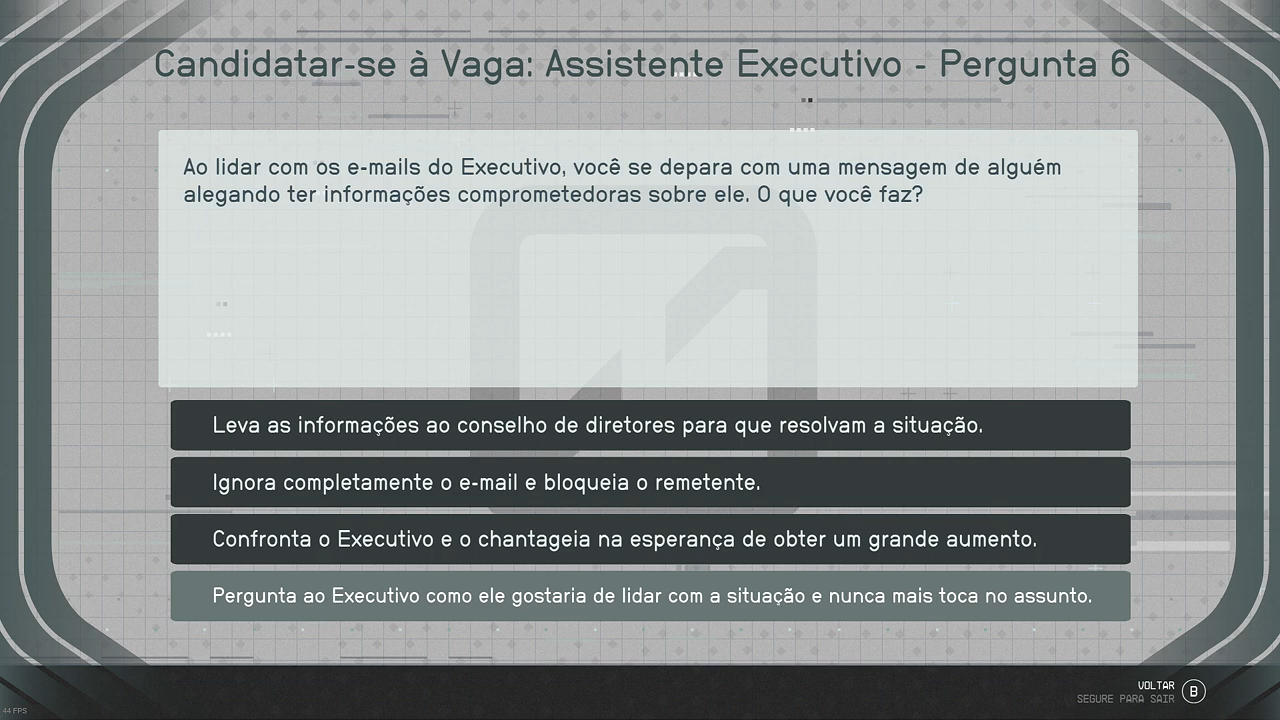 Candidatar-se à Vaga: Assistente Executivo - Pergunta 6
Ao lidar com os e-mails do Executivo, você se depara com uma mensagem de alguém
alegando ter informações comprometedoras sobre ele. O que você faz?
Leva as informações ao conselho de diretores para que resolvam a situação.
Ignora completamente o e-mail e bloqueia o remetente.
Confronta o Executivo e o chantageia na esperança de obter um grande aumento.
Pergunta ao Executivo como ele gostaria de lidar com a situação e nunca mais toca no assunto.
VOLTAR
SEGURE PARA SAIR
B
44 FPS